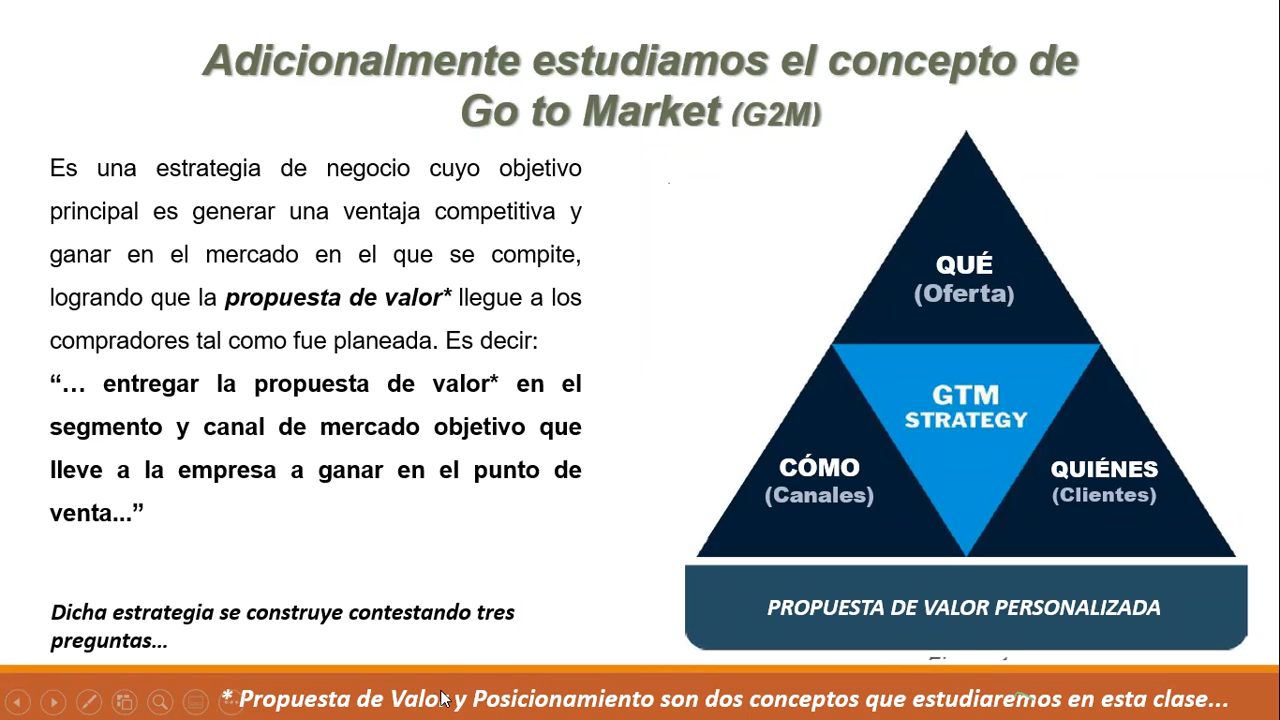 Adicionalmente estudiamos el concepto de
Go to Market (G2M)
Es una estrategia de negocio cuyo objetivo
principal es generar una ventaja competitiva y
ganar en el mercado en el que se compite,
logrando que la propuesta de valor* llegue a los
compradores tal como fue planeada. Es decir:
“… entregar la propuesta de valor* en el
segmento y canal de mercado objetivo que
lleve a la empresa a ganar en el punto de
venta...”
Dicha estrategia se construye contestando tres
preguntas...
QUÉ
(Oferta)
GTM
STRATEGY
CÓMO
(Canales)
QUIÉNES
(Clientes)
PROPUESTA DE VALOR PERSONALIZADA
* Propuesta de Valor y Posicionamiento son dos conceptos que estudiaremos en esta clase...